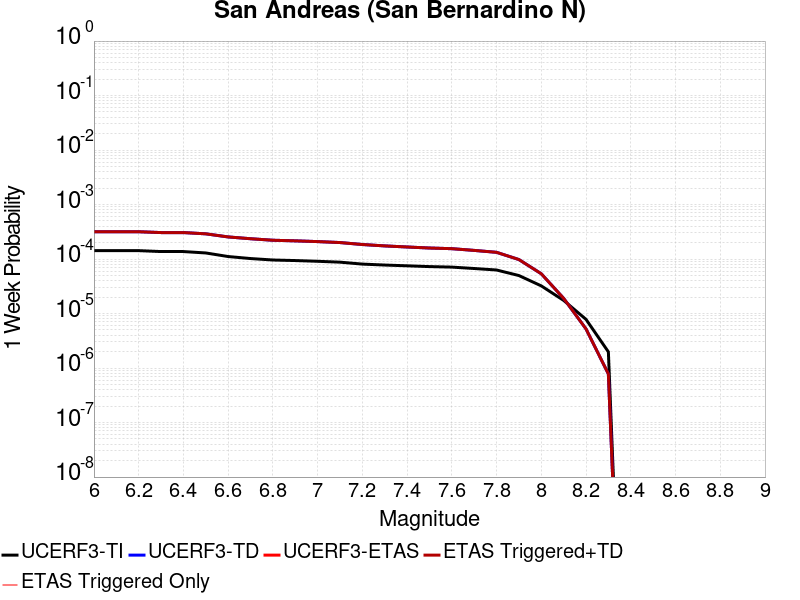 San Andreas (San Bernardino N)
10^0
10^-1
10^-2
10^-3
10^-4
10^-5
10^-6
10^-7
10^-8
1 Week Probability
6 6.2 6.4 6.6 6.8 7 7.2 7.4 7.6 7.8 8 8.2 8.4 8.6 8.8 9
Magnitude
UCERF3-TI UCERF3-TD UCERF3-ETAS ETAS Triggered+TD
ETAS Triggered Only